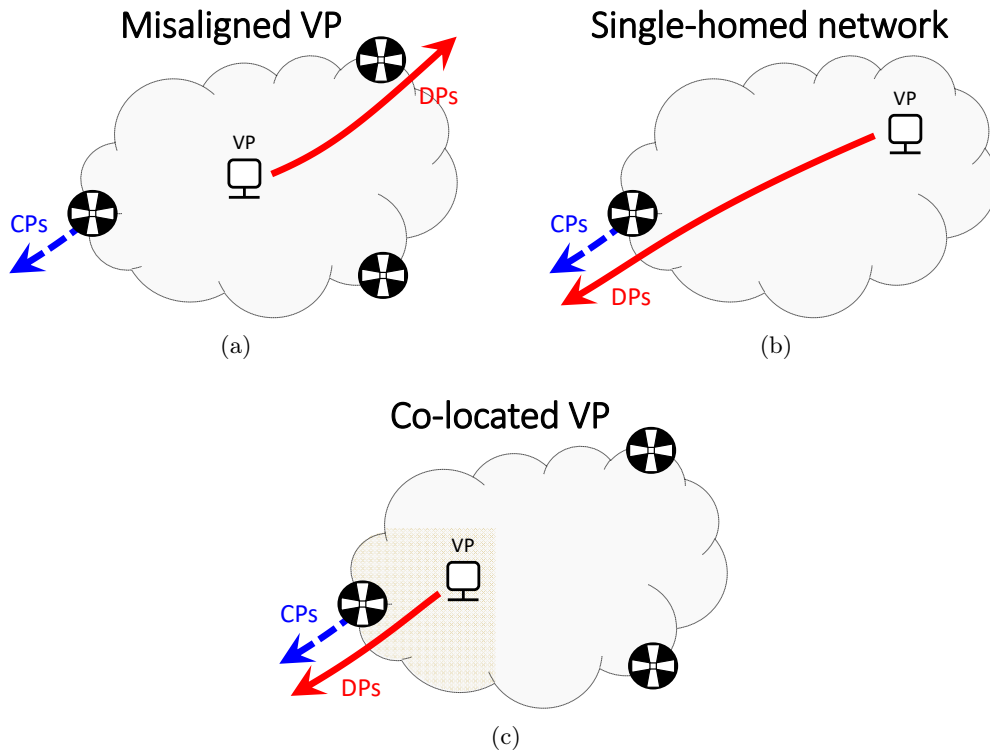 Misaligned VP
DPs
VP
CPs
(a)
Single-homed network
VP
CPs
DPs
(b)
Co-located VP
VP
CPs
DPs
(c)